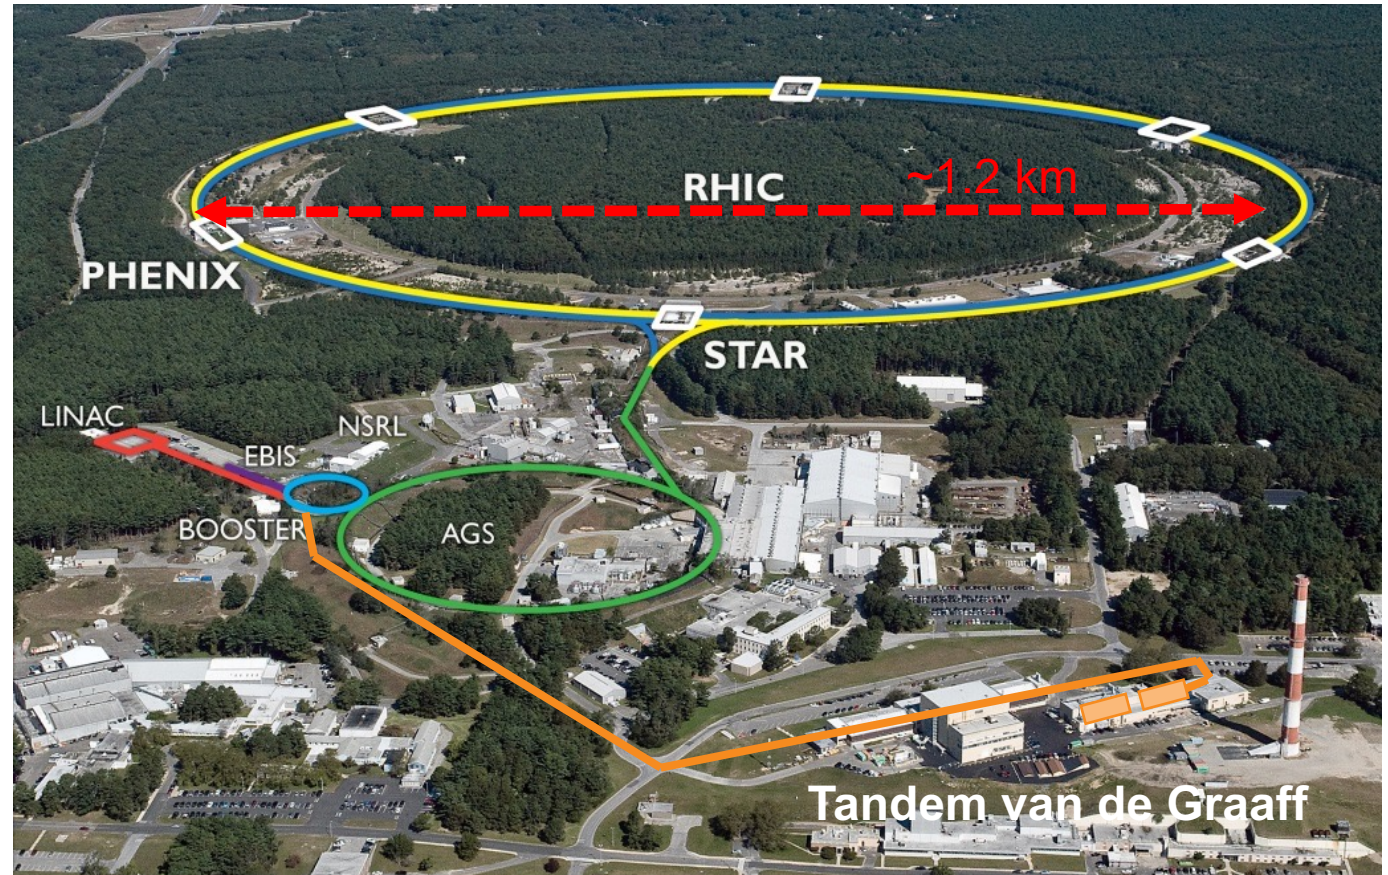 ~1.2 km
RHIC
PHENIX
STAR
LINAC
NSRL
EBIS
BOOSTER
AGS
Tandem van de Graaff